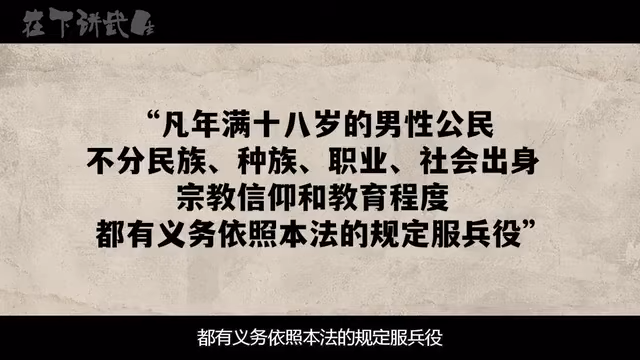 在下讲武生
“凡年满十八岁的男性公民
不分民族、种族、职业、社会出身
宗教信仰和教育程度
都有义务依照本法的规定服兵役”
都有义务依照本法的规定服兵役